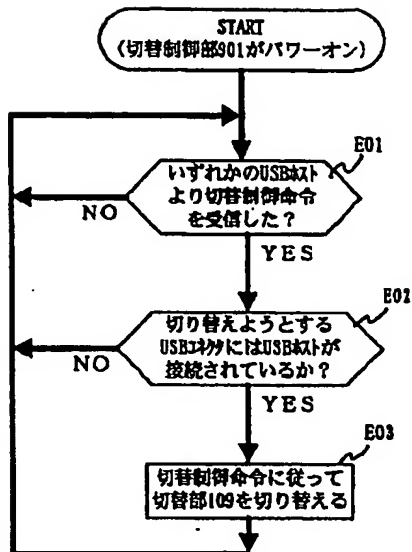 START
(切替制御部901がパワーオン)
E01
いずれかのUSBホスト
より切替制御命令
を受信した？
NO
YES
E02
切り替えようとする
USBコネクタにはUSBホストが
接続されているか？
NO
YES
E03
切替制御命令に従って
切替部109を切り替える